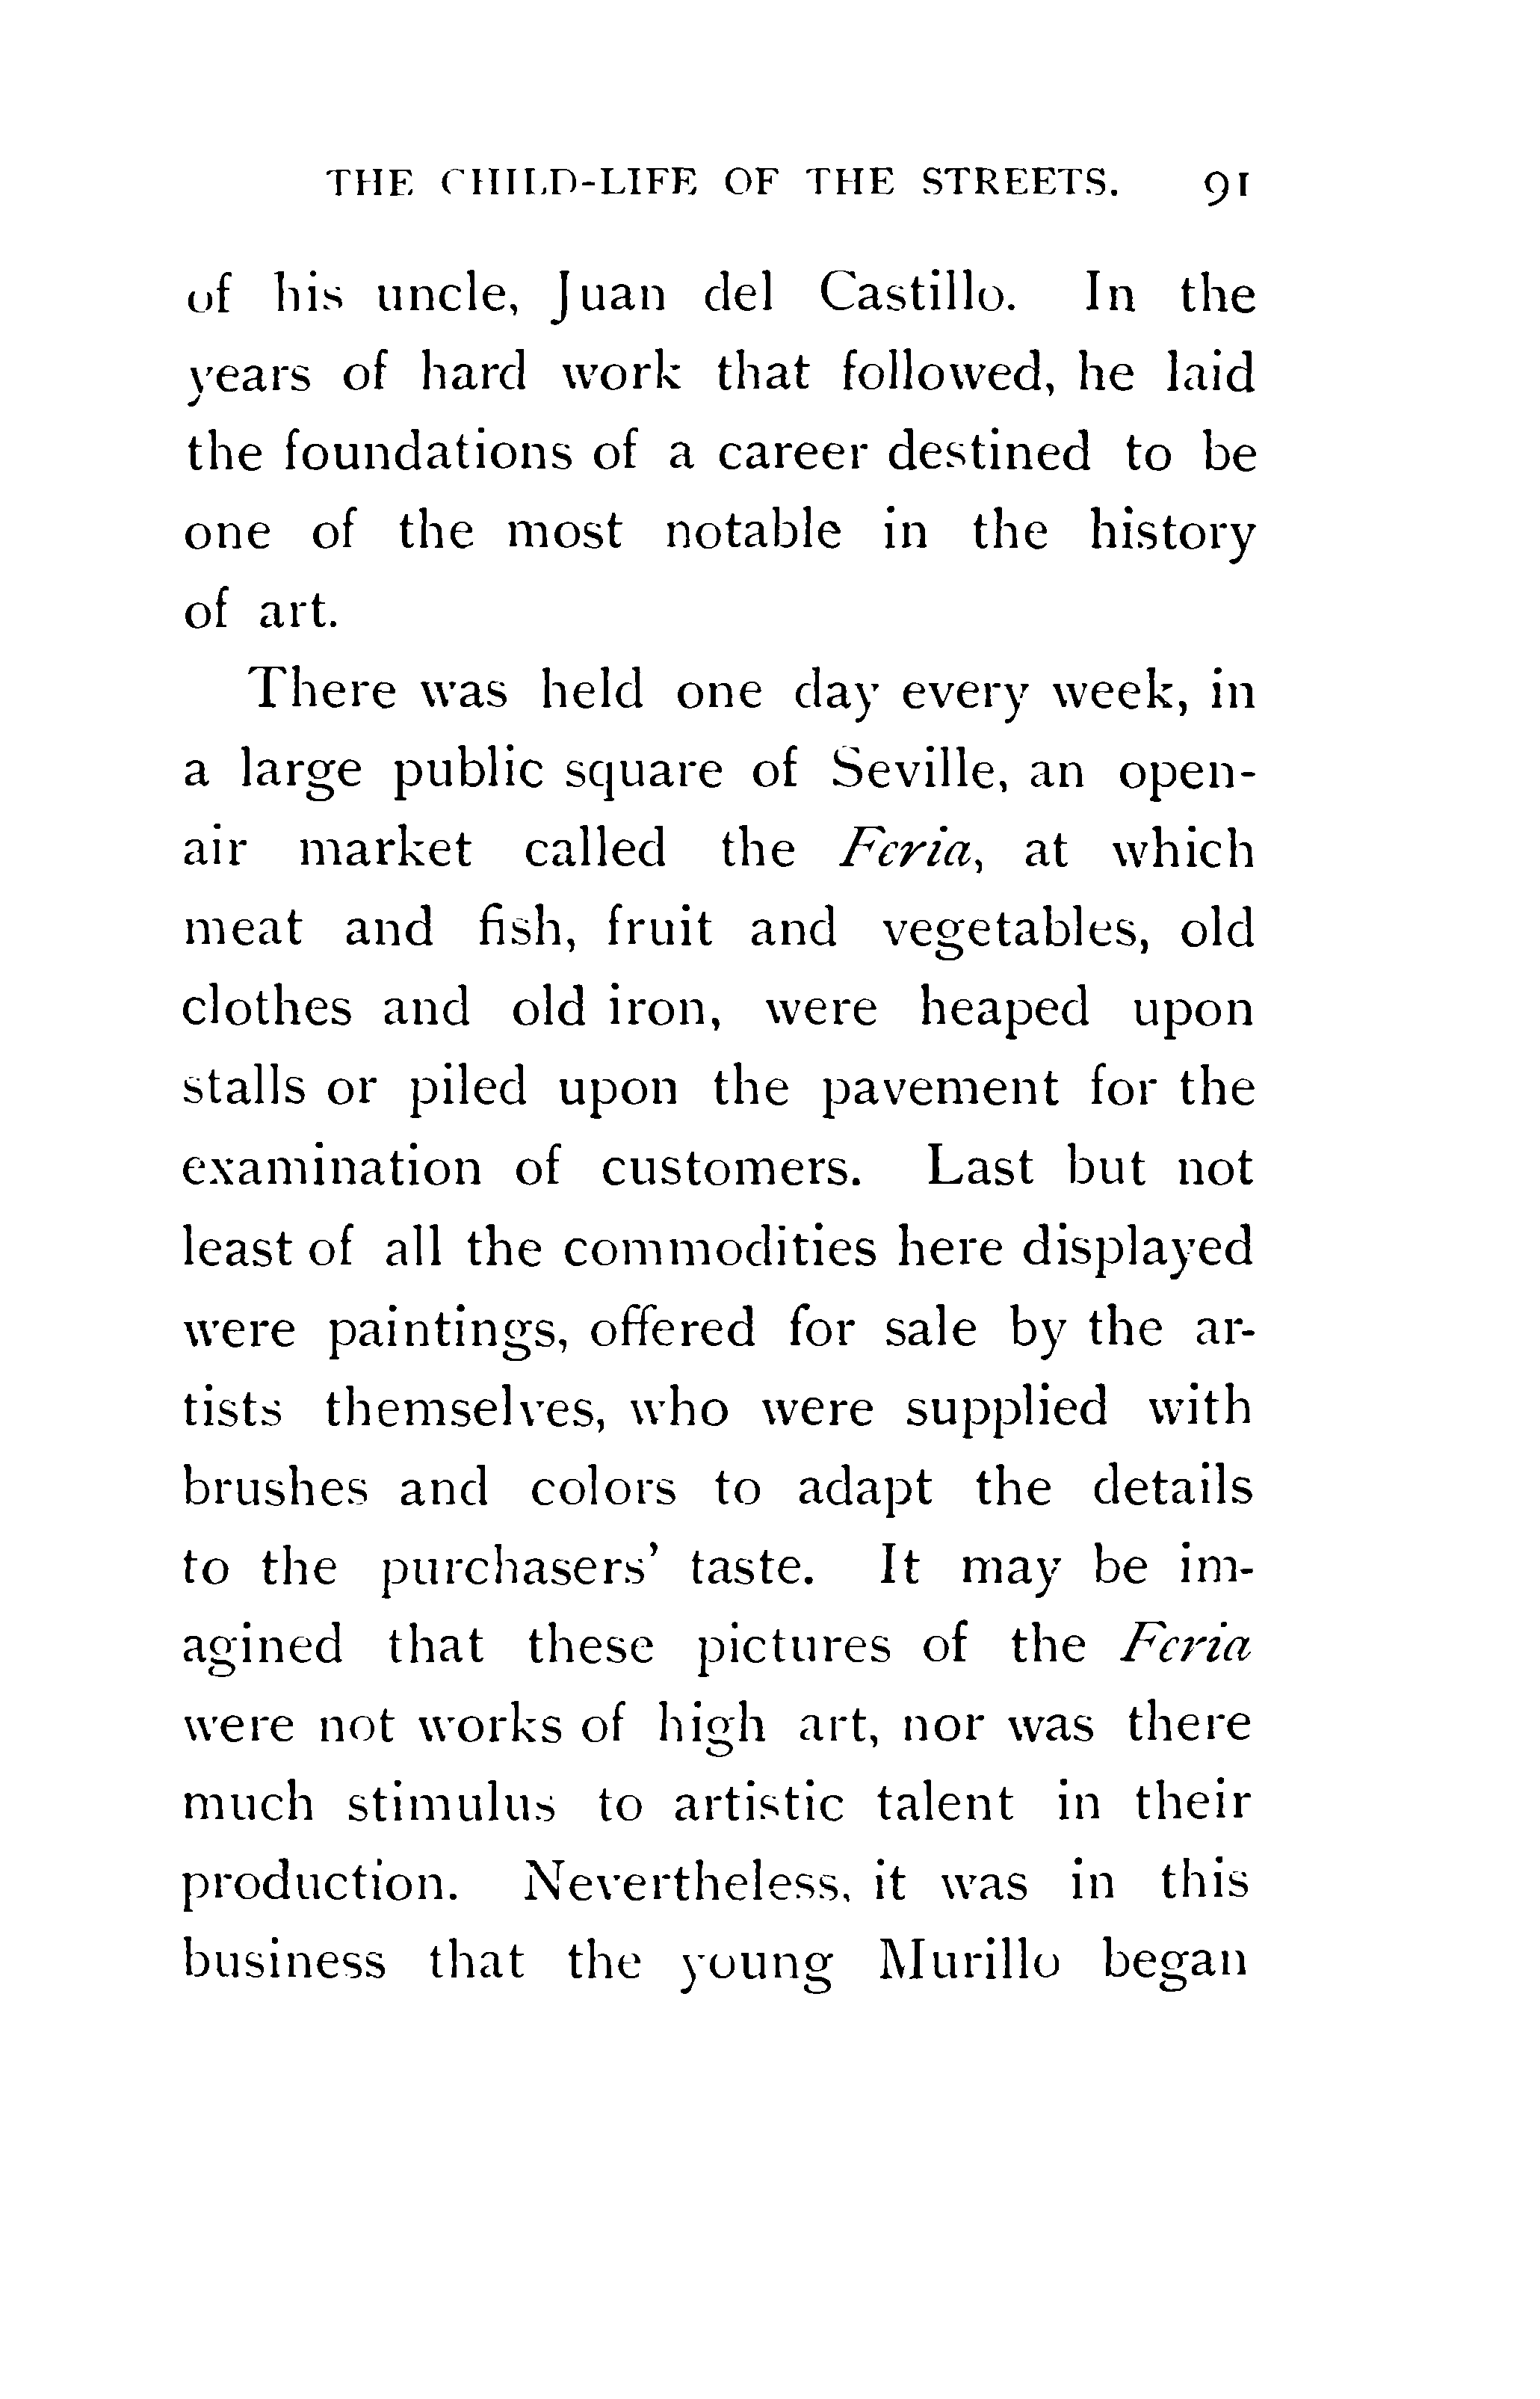 THE CHILD-LIFE OF THE STREETS. 91
of his uncle, Juan del Castillo. In the
years of hard work that followed, he laid
the foundations of a career destined to be
one of the most notable in the history
of art.
There was held one day every week, in
a large public square of Seville, an open-
air market called the Feria, at which
meat and fish, fruit and vegetables, old
clothes and old iron, were heaped upon
stalls or piled upon the pavement for the
examination of customers. Last but not
least of all the commodities here displayed
were paintings, offered for sale by the ar-
tists themselves, who were supplied with
brushes and colors to adapt the details
to the purchasers' taste. It may be im-
agined that these pictures of the Feria
were not works of high art, nor was there
much stimulus to artistic talent in their
production. Nevertheless, it was in this
business that the young Murillo began